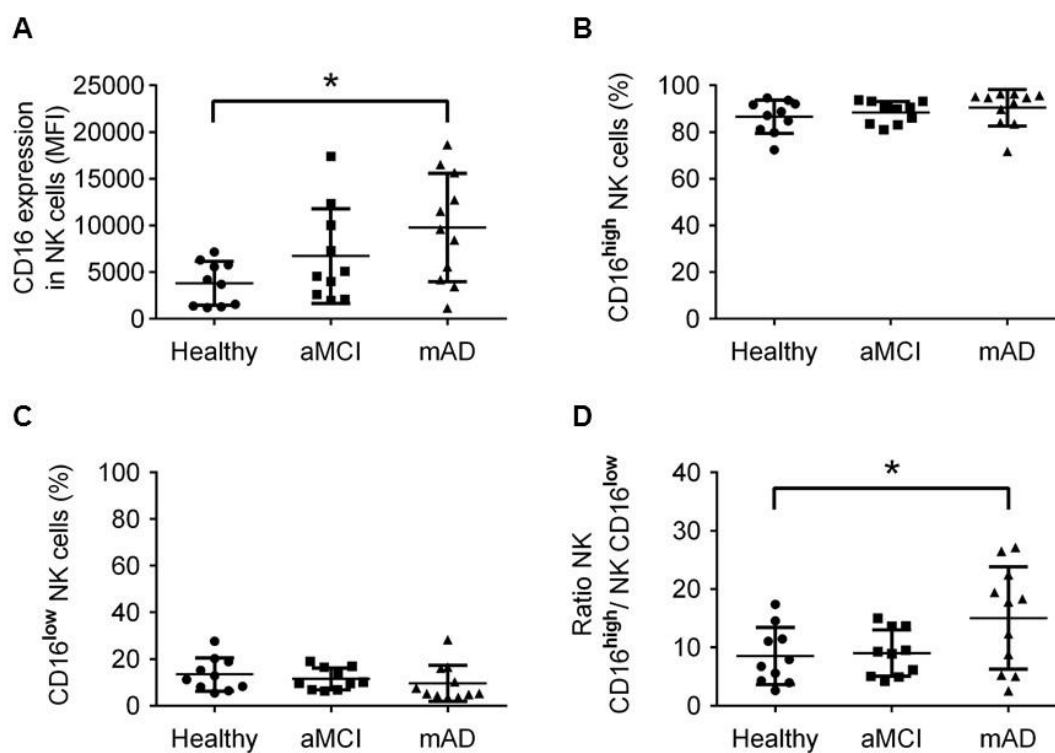 A
CD16 expression
in NK cells (MFI)
25000
20000
15000
10000
5000
0
*
Healthy aMCI mAD
B
CD16high NK cells (%)
100
80
60
40
20
0
Healthy aMCI mAD
C
CD16low NK cells (%)
100
80
60
40
20
0
Healthy aMCI mAD
D
Ratio NK
CD16high/ NK CD16low
40
30
20
10
0
*
Healthy aMCI mAD